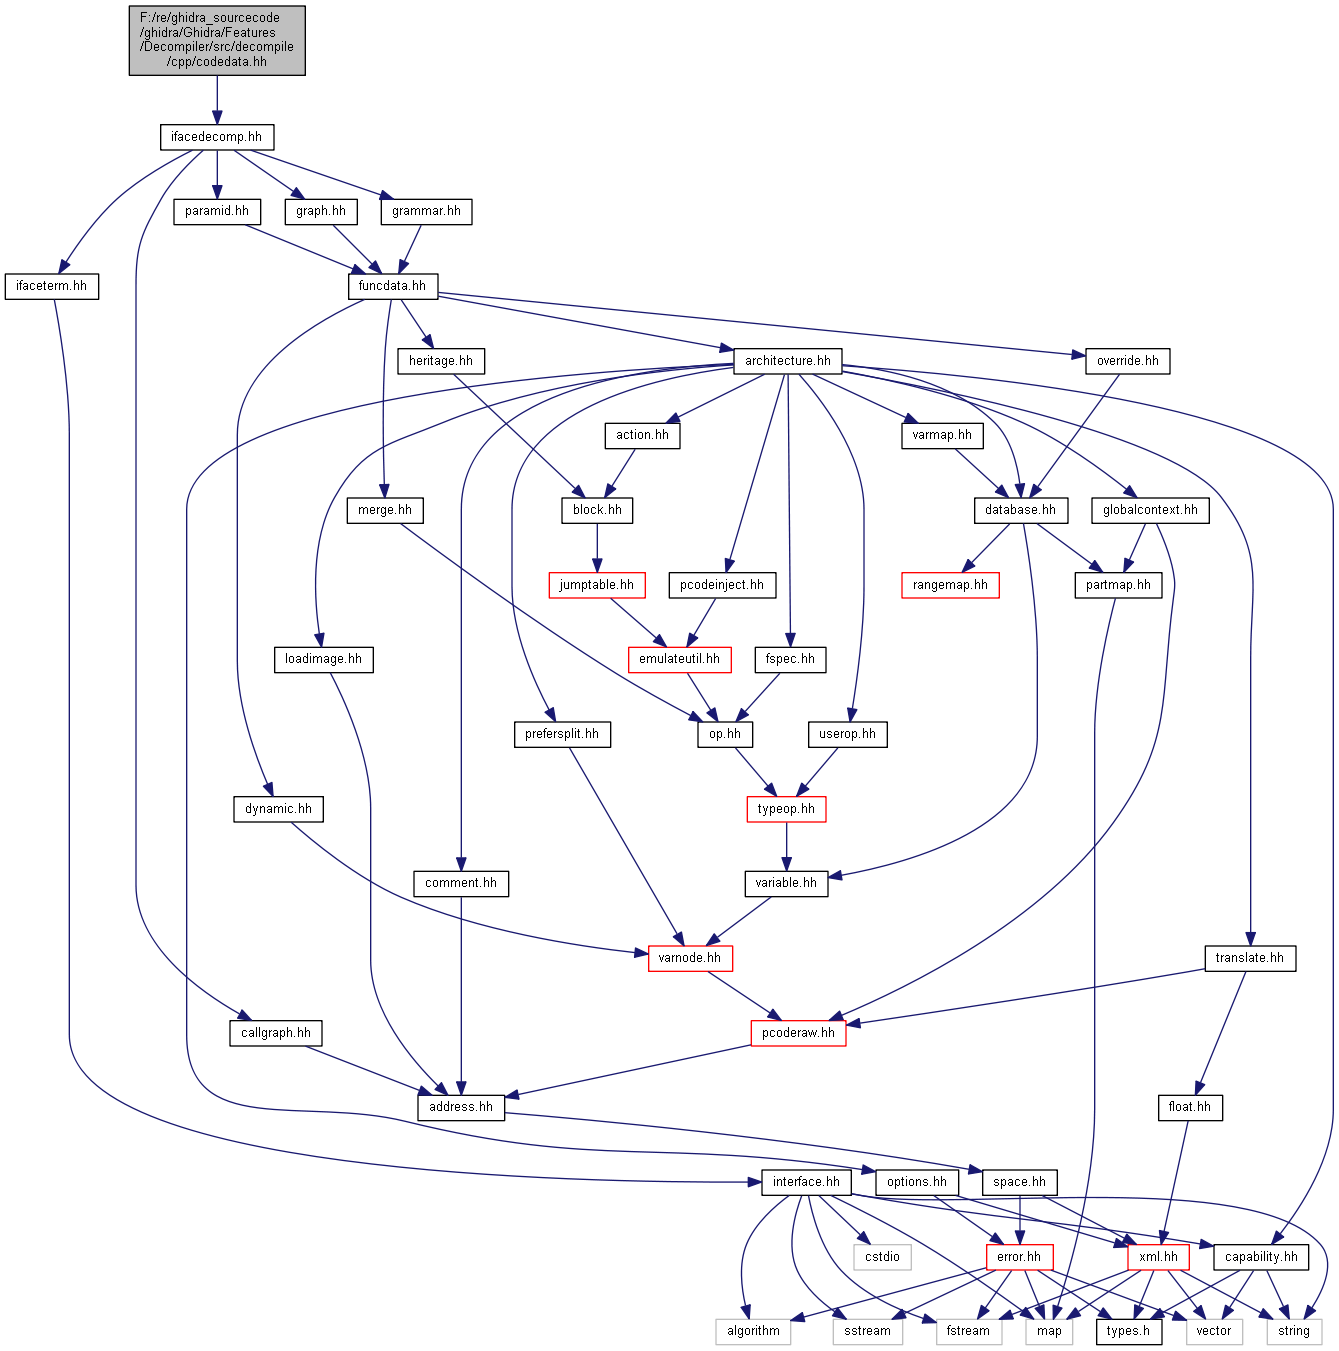 F:/re/ghidra_sourcecode
/ghidra/Ghidra/Features
/Decompiler/src/decompile
/cpp/codedata.hh
ifacedecomp.hh
paramid.hh
graph.hh
grammar.hh
ifaceterm.hh
funcdata.hh
heritage.hh
architecture.hh
override.hh
action.hh
varmap.hh
merge.hh
block.hh
database.hh
globalcontext.hh
jumptable.hh
pcodeinject.hh
rangemap.hh
partmap.hh
loadimage.hh
emulateutil.hh
fspec.hh
prefersplit.hh
op.hh
userop.hh
dynamic.hh
typeop.hh
comment.hh
variable.hh
varnode.hh
translate.hh
callgraph.hh
pcoderaw.hh
address.hh
float.hh
interface.hh
options.hh
space.hh
cstdio
error.hh
xml.hh
capability.hh
algorithm
sstream
fstream
map
types.h
vector
string